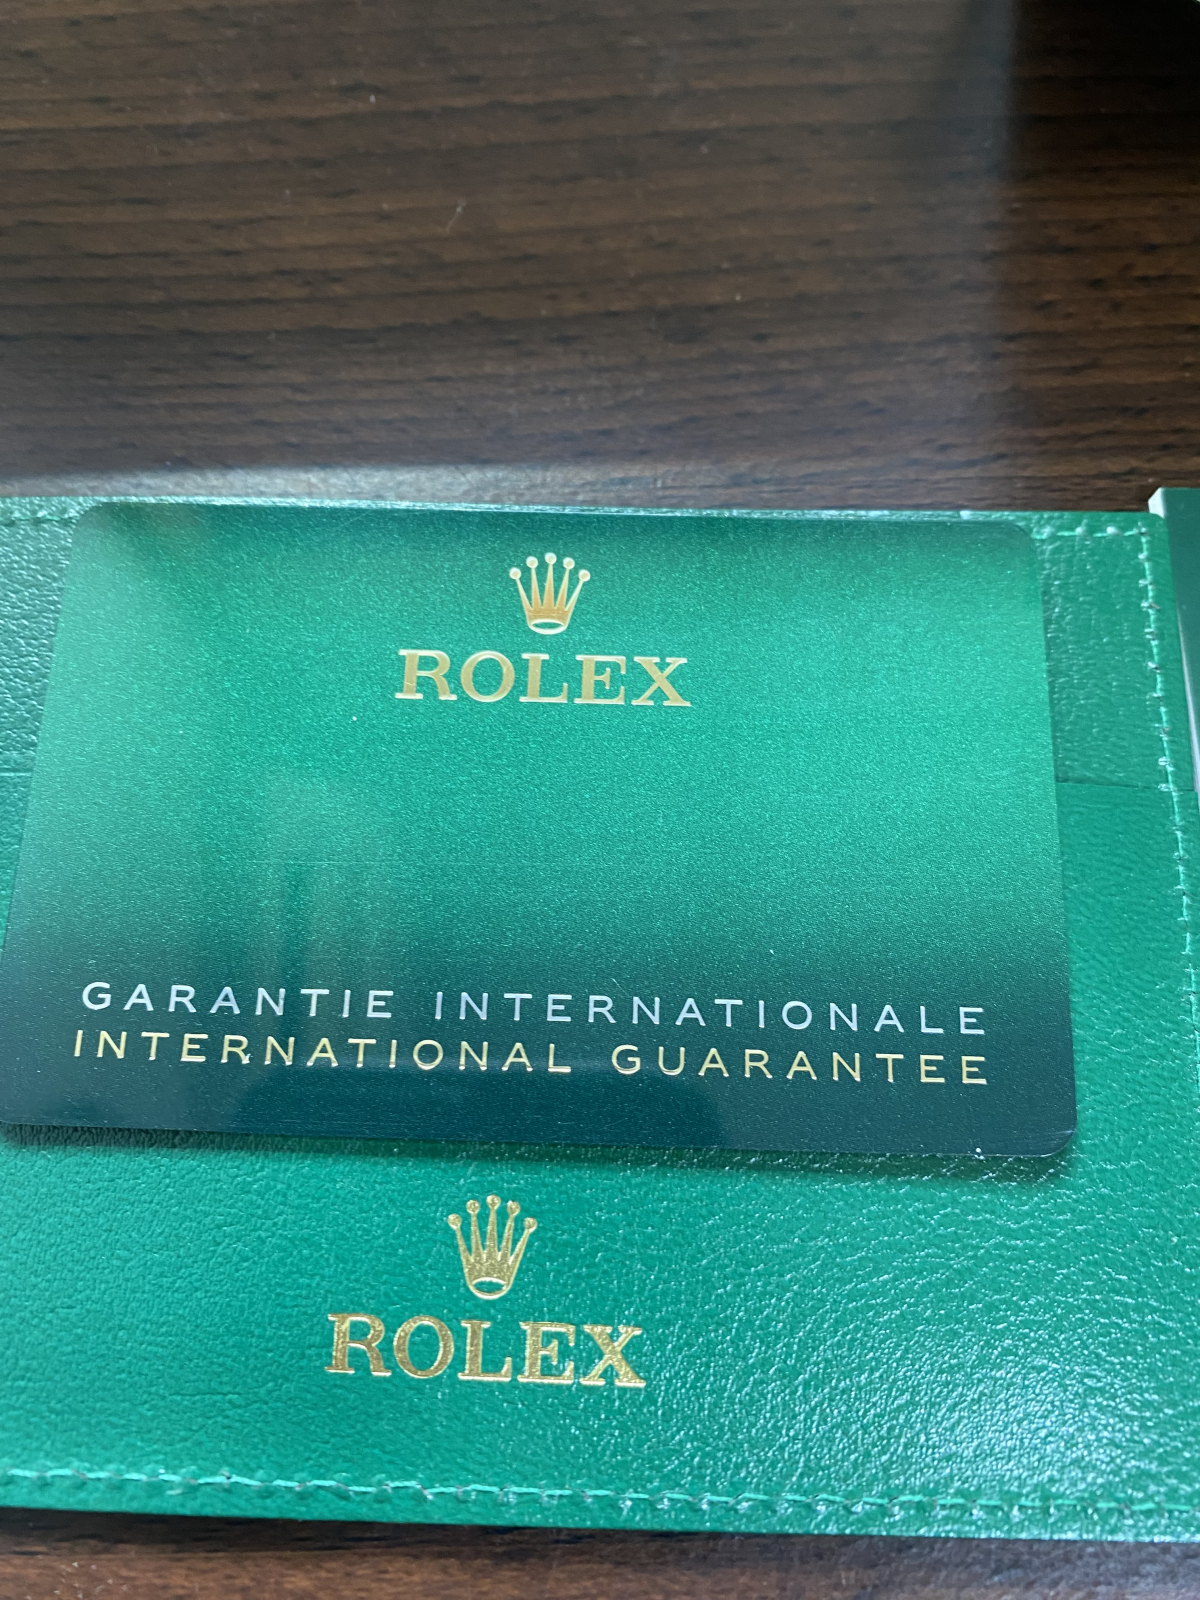 ROLEX
GARANTIE INTERNATIONALE
INTERNATIONAL GUARANTEE
ROLEX